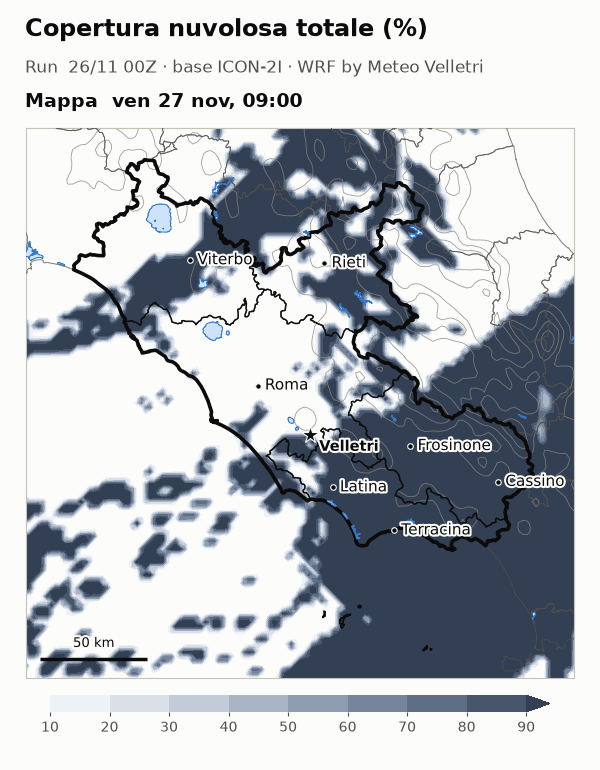 Copertura nuvolosa totale (%)
Run 26/11 00Z · base ICON-2I · WRF by Meteo Velletri
Mappa ven 27 nov, 09:00
Viterbo
Rieti
Roma
Velletri
Frosinone
Latina
Cassino
Terracina
50 km
10 20 30 40 50 60 70 80 90